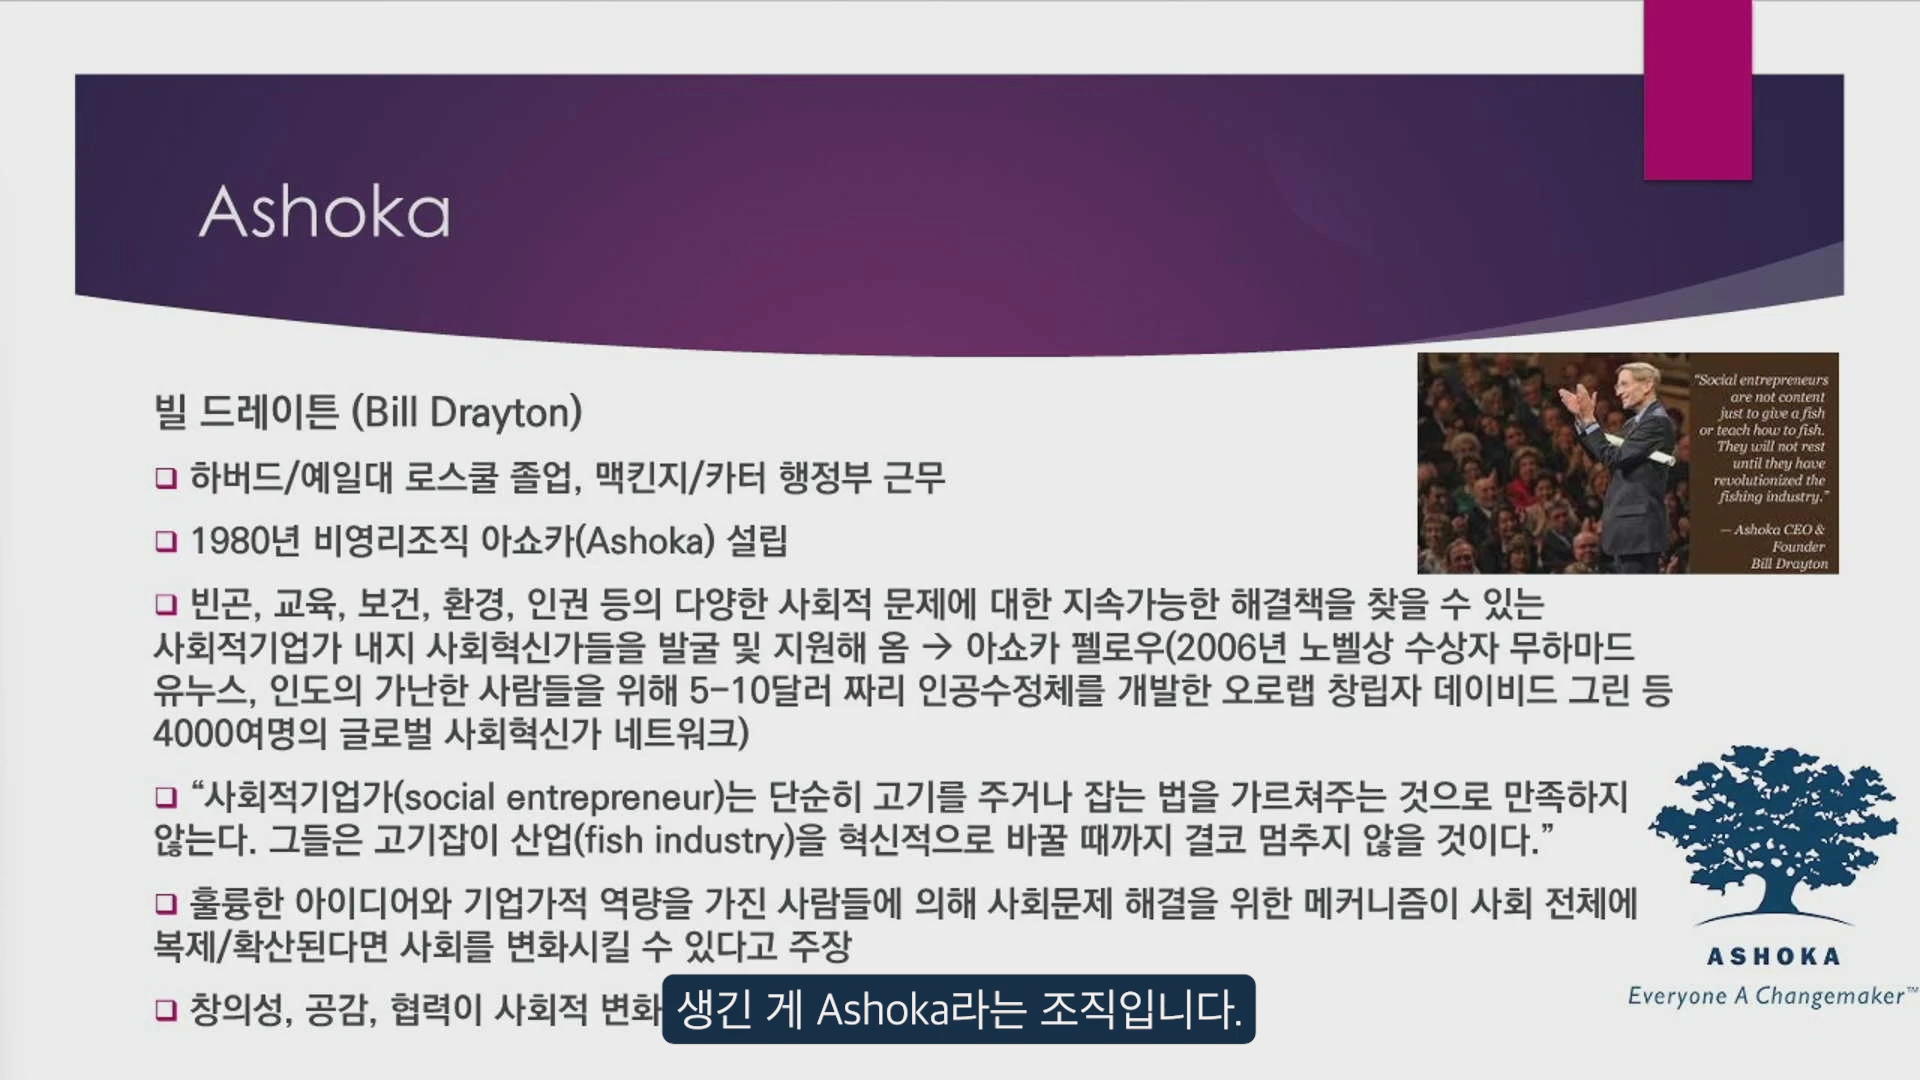 Ashoka
빌 드레이튼 (Bill Drayton)
❑ 하버드/예일대 로스쿨 졸업, 맥킨지/카터 행정부 근무
❑ 1980년 비영리조직 아쇼카(Ashoka) 설립
❑ 빈곤, 교육, 보건, 환경, 인권 등의 다양한 사회적 문제에 대한 지속가능한 해결책을 찾을 수 있는
사회적기업가 내지 사회혁신가들을 발굴 및 지원해 옴 → 아쇼카 펠로우(2006년 노벨상 수상자 무하마드
유누스, 인도의 가난한 사람들을 위해 5-10달러 짜리 인공수정체를 개발한 오로랩 창립자 데이비드 그린 등
4000여명의 글로벌 사회혁신가 네트워크)
❑ “사회적기업가(social entrepreneur)는 단순히 고기를 주거나 잡는 법을 가르쳐주는 것으로 만족하지
않는다. 그들은 고기잡이 산업(fish industry)을 혁신적으로 바꿀 때까지 결코 멈추지 않을 것이다.”
❑ 훌륭한 아이디어와 기업가적 역량을 가진 사람들에 의해 사회문제 해결을 위한 메커니즘이 사회 전체에
복제/확산된다면 사회를 변화시킬 수 있다고 주장
❑ 창의성, 공감, 협력이 사회적 변화
“Social entrepreneurs
are not content
just to give a fish
or teach how to fish.
They will not rest
until they have
revolutionized the
fishing industry.”
— Ashoka CEO &
Founder
Bill Drayton
ASHOKA
Everyone A Changemaker™
생긴 게 Ashoka라는 조직입니다.